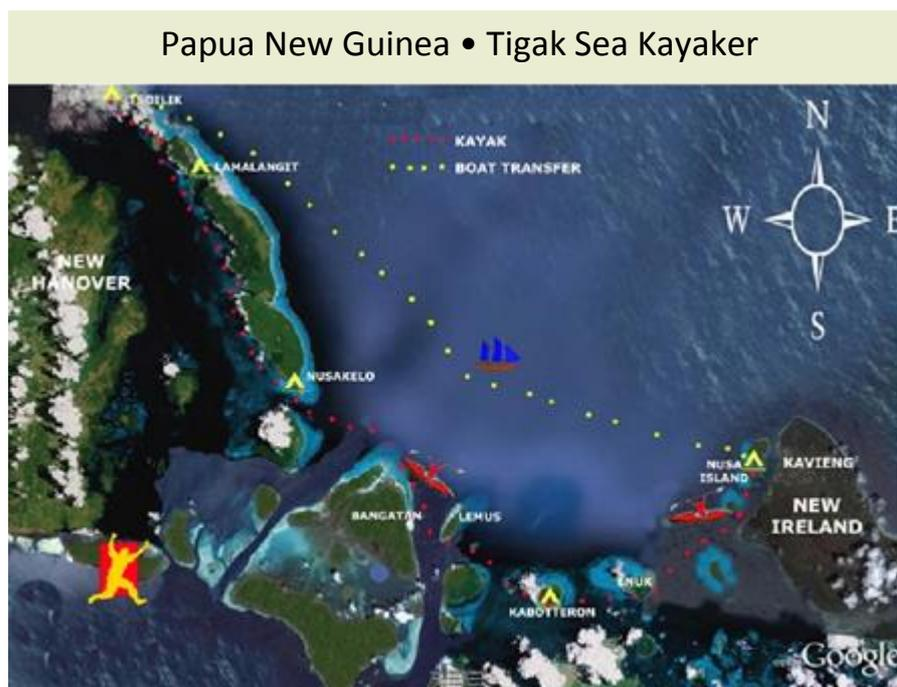 Papua New Guinea • Tigak Sea Kayaker
TSOILIK
N
KAYAK
LAMALANGIT
BOAT TRANSFER
W
E
NEW
HANOVER
S
NUSAKELO
NUSA
ISLAND
KAVIENG
NEW
IRELAND
BANGATAN
LEMUS
ENUK
KABOTTERON
Google